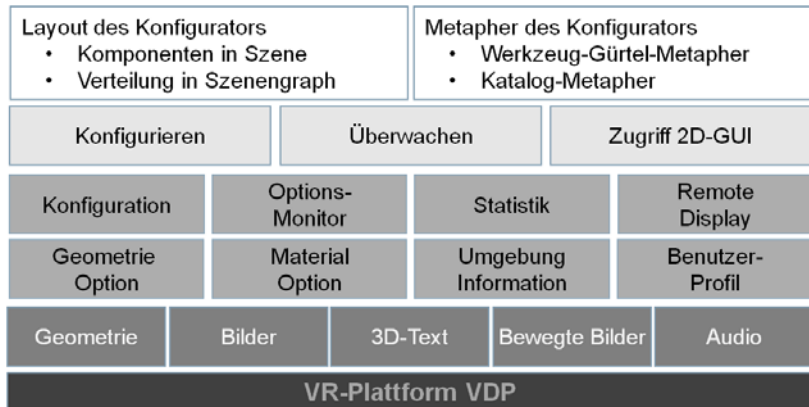 Layout des Konfigurators
• Komponenten in Szene
• Verteilung in Szenengraph
Metapher des Konfigurators
• Werkzeug-Gürtel-Metapher
• Katalog-Metapher
Konfigurieren
Überwachen
Zugriff 2D-GUI
Konfiguration
Options-
Monitor
Statistik
Remote
Display
Geometrie
Option
Material
Option
Umgebung
Information
Benutzer-
Profil
Geometrie
Bilder
3D-Text
Bewegte Bilder
Audio
VR-Plattform VDP